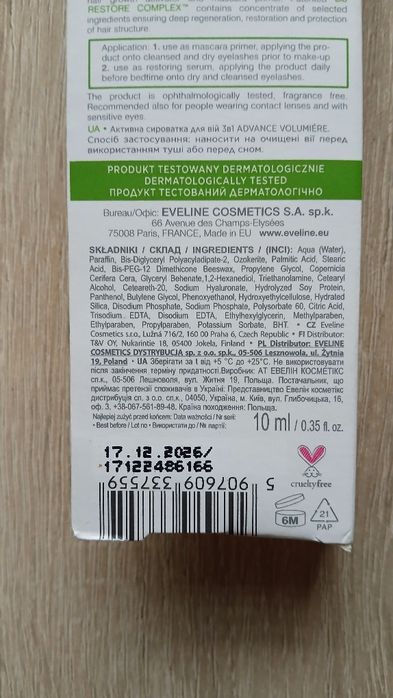 RESTORE COMPLEX™ contains concentrate of selected
ingredients ensuring deep regeneration, restoration and protection
of hair structure.
Application: 1. use as mascara primer, applying the pro-
duct onto cleansed and dry eyelashes prior to make-up
2. use as restoring serum, applying the product daily
before bedtime onto dry and cleansed eyelashes.
The product is ophthalmologically tested, fragrance free.
Recommended also for people wearing contact lenses and with
sensitive eyes.
UA • Активна сироватка для вій 3в1 ADVANCE VOLUMIÉRE.
Спосіб застосування: наносити на очищені вії перед
використанням туші або перед сном.
PRODUKT TESTOWANY DERMATOLOGICZNIE
DERMATOLOGICALLY TESTED
ПРОДУКТ ТЕСТОВАНИЙ ДЕРМАТОЛОГІЧНО
Bureau/Офіс: EVELINE COSMETICS S.A. sp.k.
66 Avenue des Champs-Elysées
75008 Paris, FRANCE, Made in EU www.eveline.eu
SKŁADNIKI / СКЛАД / INGREDIENTS / (INCI): Aqua (Water),
Paraffin, Bis-Diglyceryl Polyacyladipate-2, Ozokerite, Palmitic Acid, Stearic
Acid, Bis-PEG-12 Dimethicone Beeswax, Propylene Glycol, Copernicia
Cerifera Cera, Glyceryl Behenate,1,2-Hexanediol, Triethanolamine, Cetearyl
Alcohol, Ceteareth-20, Sodium Hyaluronate, Hydrolyzed Soy Protein,
Panthenol, Butylene Glycol, Phenoxyethanol, Hydroxyethylcellulose, Hydrated
Silica, Disodium Phosphate, Sodium Phosphate, Polysorbate 60, Citric Acid,
Trisodium EDTA, Disodium EDTA, Ethylhexylglycerin, Methylparaben,
Ethylparaben, Propylparaben, Potassium Sorbate, BHT. • CZ Eveline
Cosmetics s.r.o., Lužná 716/2, 160 00 Praha 6, Czech Republic • FI Distributor:
T&V OY, Nukarintie 18, 05400 Jokela, Finland • PL Distributor: EVELINE
COSMETICS DYSTRYBUCJA sp. z o.o. sp.k., 05-506 Lesznowola, ul. Żytnia
19, Poland • UA Зберігати за t від +5 °C до +25°C. Не використовувати
після закінчення терміну придатності.Виробник: АТ ЕВЕЛІН КОСМЕТІКС
сп.к., 05-506 Лешноволя, вул. Житня 19, Польща. Постачальник, що
приймає претензії споживачів в Україні: Представництво Евелін косметікс
дистрибуція сп. з о.о. сп.к., 04050, Україна, м. Київ, вул. Глибочицька, 16,
оф. 3, +38-067-561-89-48. Країна походження: Польща.
Najlepiej zużyć przed końcem: Data ważności / Nr serii:
• Best before / Lot no • Використати до / № партії:
10 ml / 0.35 fl. oz.
17.12.2026/
17122486166
5 907609 337559
crueltyfree
6M
21
PAP